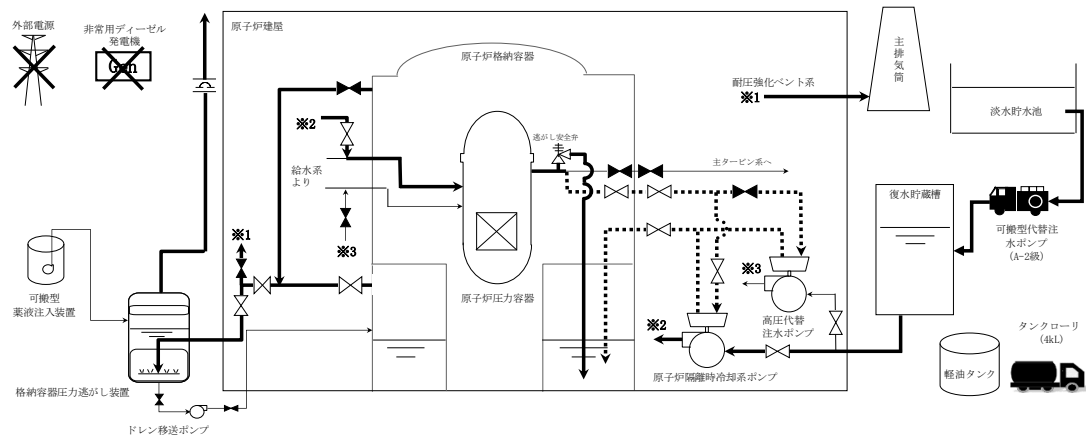 外部電源
非常用ディーゼル
発電機
Gen
原子炉建屋
原子炉格納容器
主排気筒
耐圧強化ベント系
※1
淡水貯水池
※2
逃がし安全弁
給水系
より
主タービン系へ
復水貯蔵槽
※3
※1
可搬型代替注
水ポンプ
(A-2級)
※3
原子炉圧力容器
可搬型
薬液注入装置
高圧代替
注水ポンプ
※2
タンクローリ
(4kL)
原子炉隔離時冷却系ポンプ
軽油タンク
格納容器圧力逃がし装置
ドレン移送ポンプ